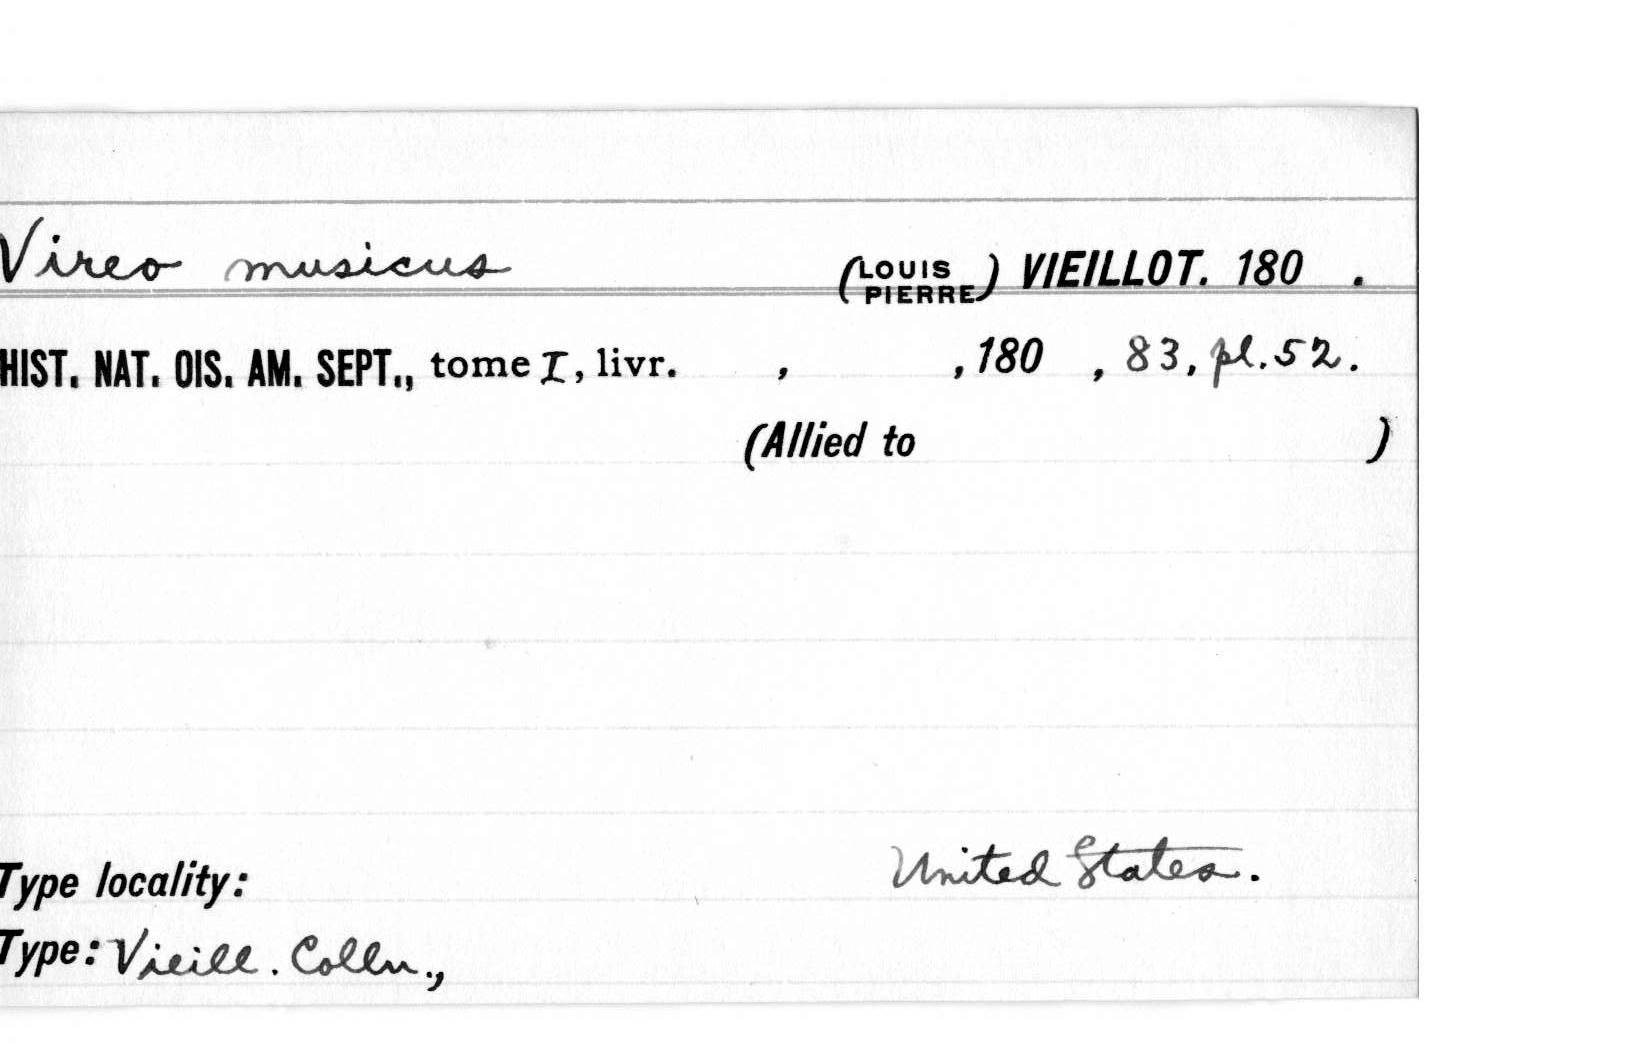 Vireo musicus (LOUIS PIERRE) VIEILLOT. 180 .
HIST. NAT. OIS. AM. SEPT., tome I, livr. , , 180 , 83, pl. 52.
(Allied to )
Type locality: United States.
Type: Vieill. Colln.,